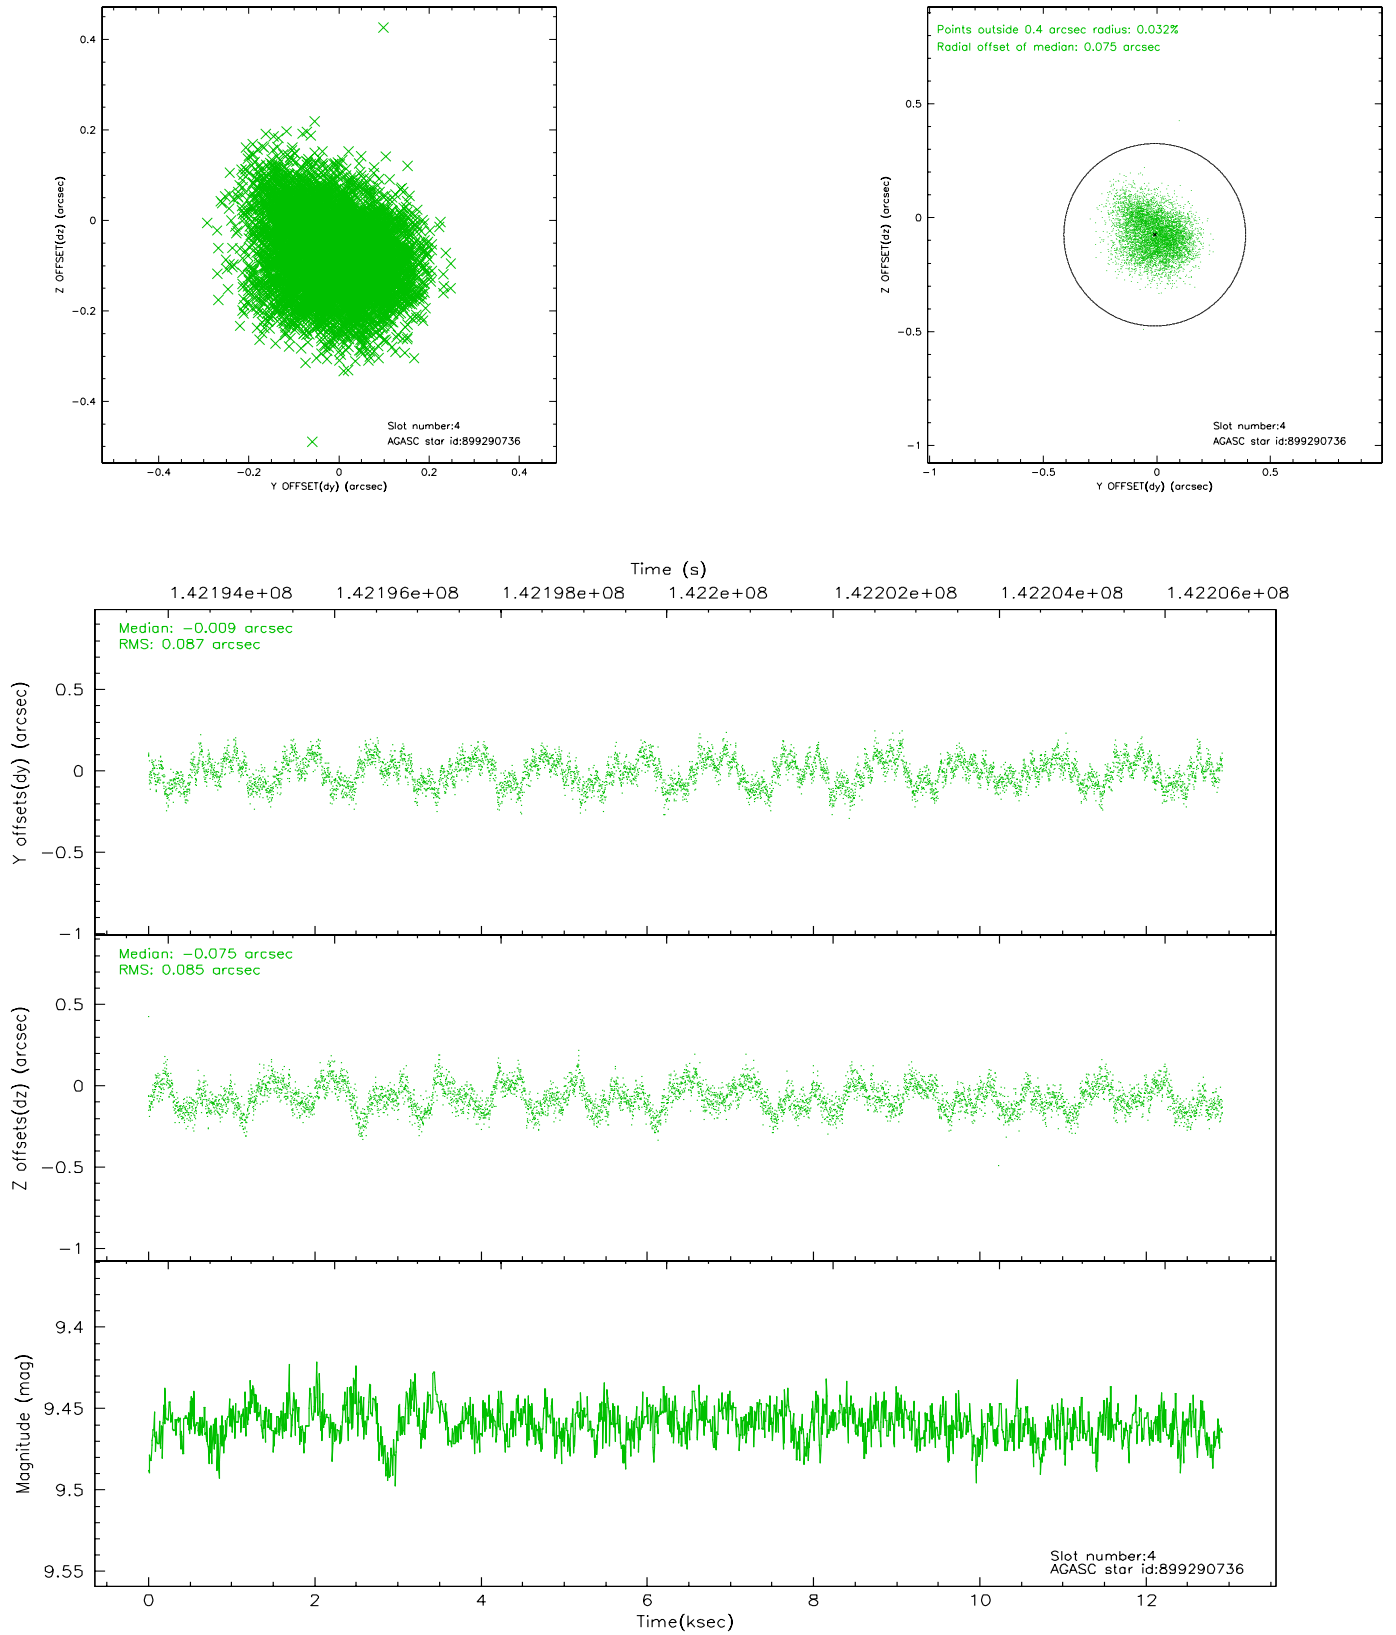 0.4
0.2
0
-0.2
-0.4
Z OFFSET(dz) (arcsec)
-0.4
-0.2
0
0.2
0.4
Y OFFSET(dy) (arcsec)
Slot number:4
AGASC star id:899290736
Points outside 0.4 arcsec radius: 0.032%
Radial offset of median: 0.075 arcsec
0.5
0
-0.5
-1
Z OFFSET(dz) (arcsec)
-1
-0.5
0
0.5
Y OFFSET(dy) (arcsec)
Slot number:4
AGASC star id:899290736
Time (s)
1.42194e+08
1.42196e+08
1.42198e+08
1.422e+08
1.42202e+08
1.42204e+08
1.42206e+08
Median: -0.009 arcsec
RMS: 0.087 arcsec
0.5
0
-0.5
-1
Y offsets(dy) (arcsec)
Median: -0.075 arcsec
RMS: 0.085 arcsec
0.5
0
-0.5
-1
Z offsets(dz) (arcsec)
9.4
9.45
9.5
9.55
Magnitude (mag)
Slot number:4
AGASC star id:899290736
0
2
4
6
8
10
12
Time(ksec)